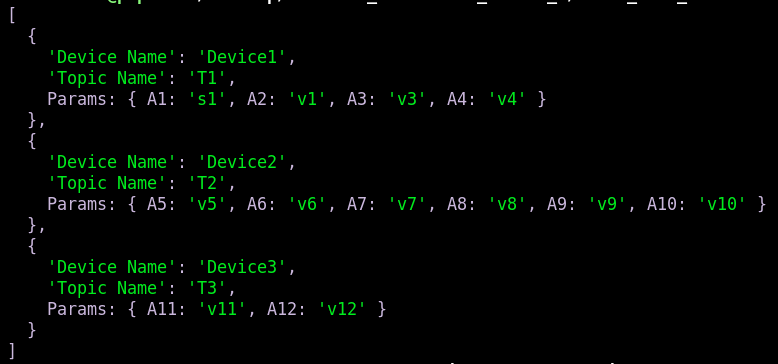 [
  {
    'Device Name': 'Device1',
    'Topic Name': 'T1',
    Params: { A1: 's1', A2: 'v1', A3: 'v3', A4: 'v4' }
  },
  {
    'Device Name': 'Device2',
    'Topic Name': 'T2',
    Params: { A5: 'v5', A6: 'v6', A7: 'v7', A8: 'v8', A9: 'v9', A10: 'v10' }
  },
  {
    'Device Name': 'Device3',
    'Topic Name': 'T3',
    Params: { A11: 'v11', A12: 'v12' }
  }
]